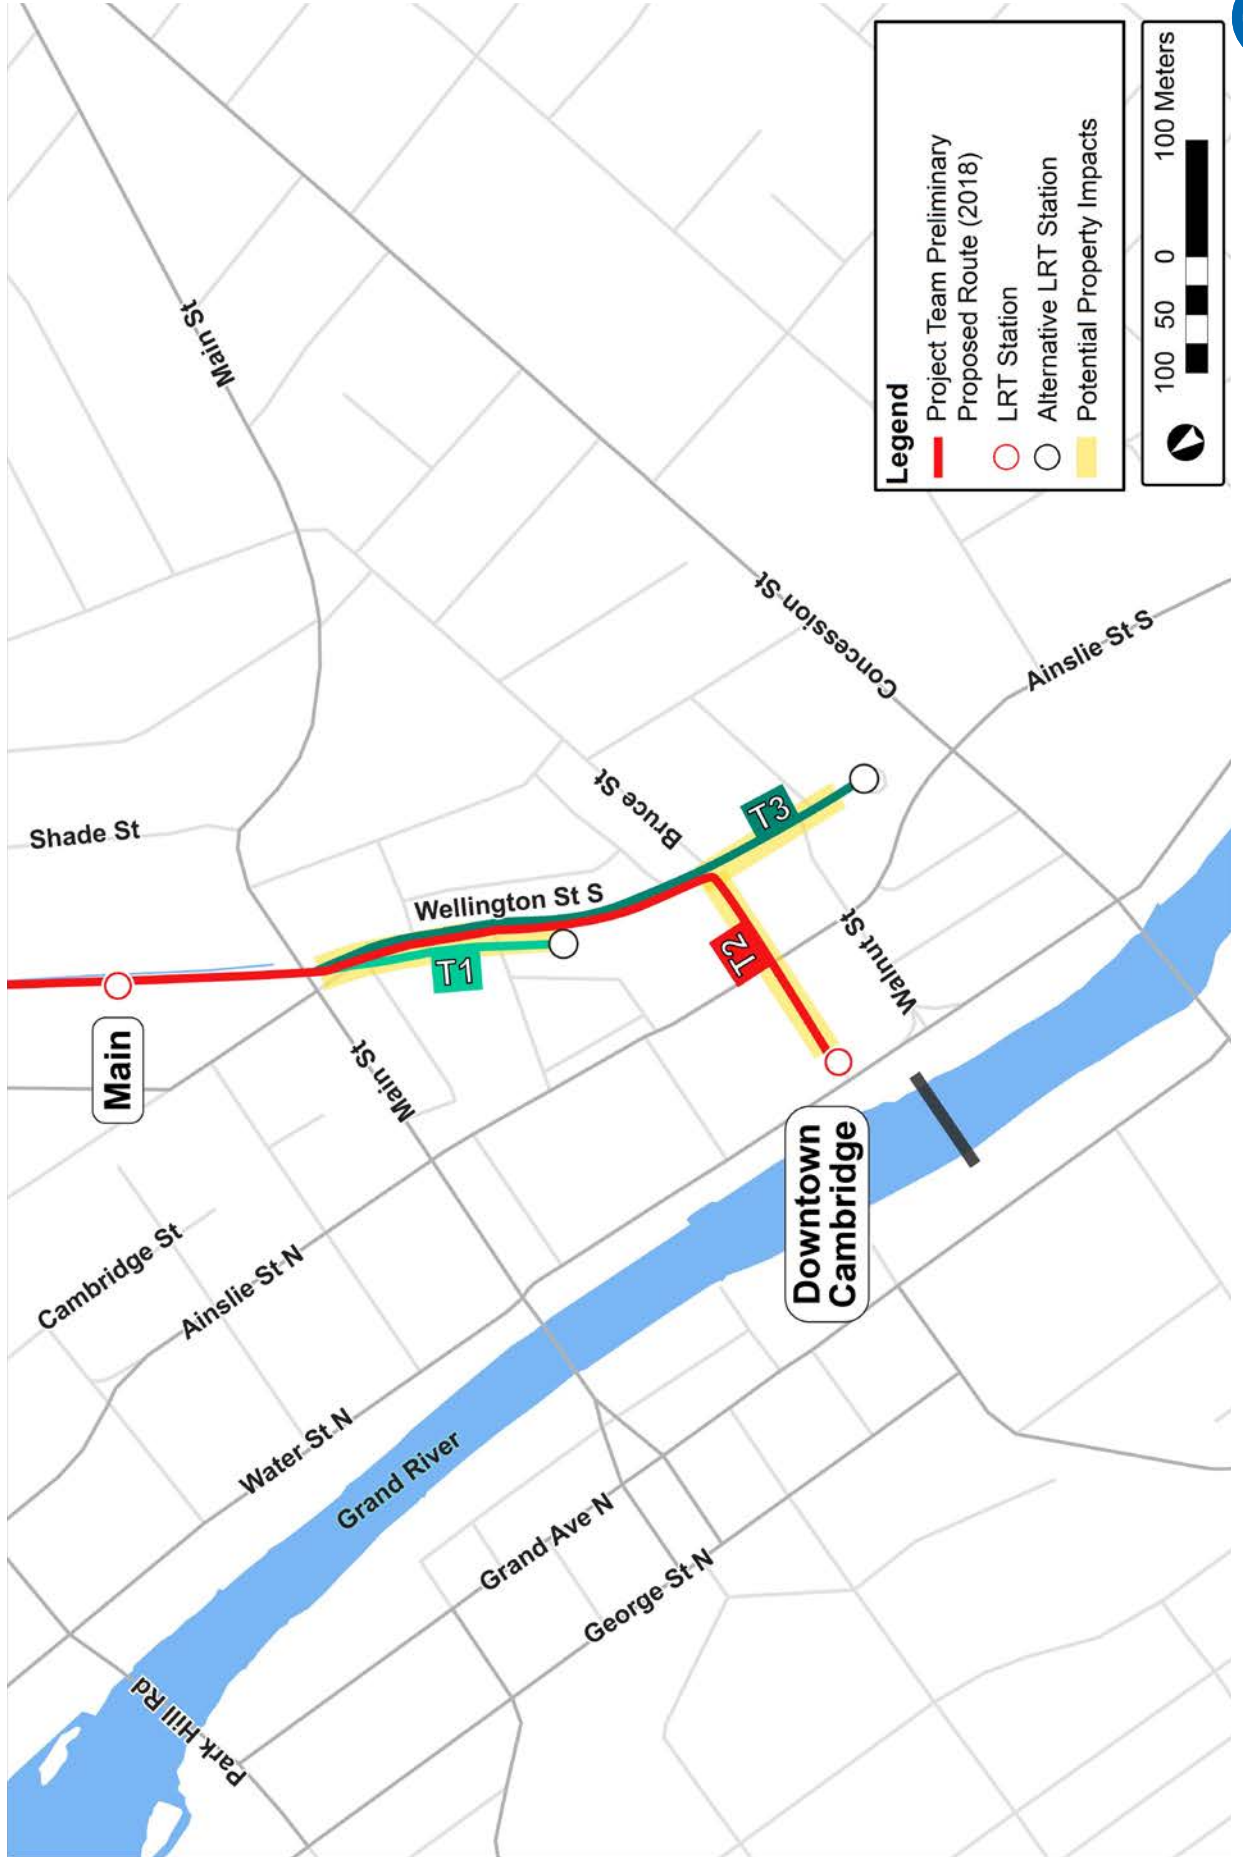 Main St
Shade St
Wellington St S
Bruce St
Concession St
Ainslie St S
Walnut St
T1
T2
T3
Main
Main St
Downtown
Cambridge
Cambridge St
Ainslie St N
Water St N
Grand River
Grand Ave N
George St N
Park Hill Rd
Legend
Project Team Preliminary
Proposed Route (2018)
LRT Station
Alternative LRT Station
Potential Property Impacts
100 50 0 100 Meters